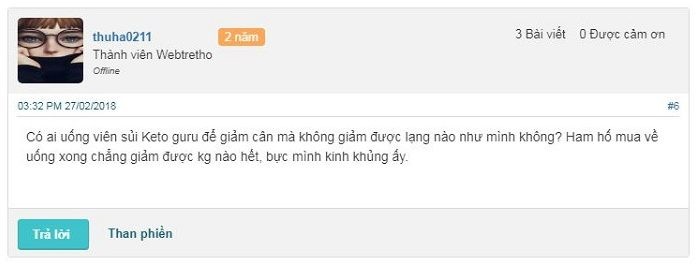 thuha0211 2 năm 3 Bài viết 0 Được cảm ơn
Thành viên Webtretho
Offline
03:32 PM 27/02/2018 #6
Có ai uống viên sủi Keto guru để giảm cân mà không giảm được lạng nào như mình không? Ham hố mua về
uống xong chẳng giảm được kg nào hết, bực mình kinh khủng ấy.
Trả lời Than phiền